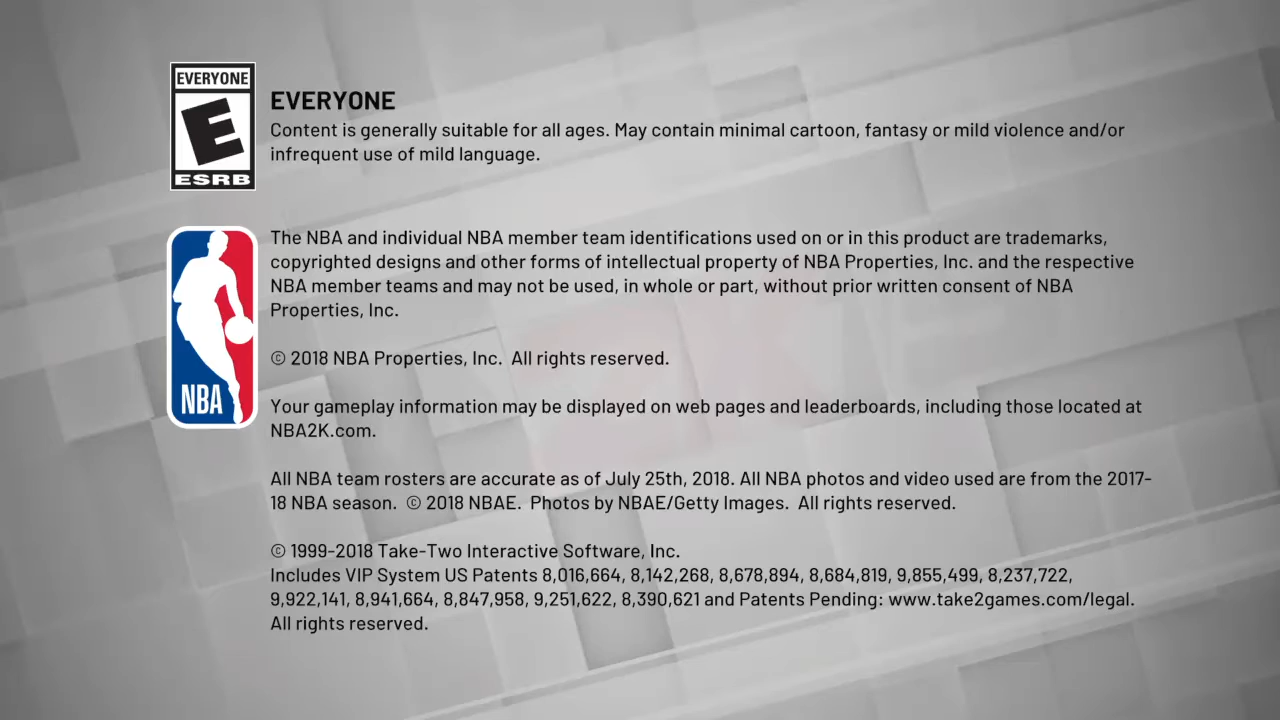 EVERYONE
E
ESRB
EVERYONE
Content is generally suitable for all ages. May contain minimal cartoon, fantasy or mild violence and/or
infrequent use of mild language.
NBA
The NBA and individual NBA member team identifications used on or in this product are trademarks,
copyrighted designs and other forms of intellectual property of NBA Properties, Inc. and the respective
NBA member teams and may not be used, in whole or part, without prior written consent of NBA
Properties, Inc.
© 2018 NBA Properties, Inc.  All rights reserved.
Your gameplay information may be displayed on web pages and leaderboards, including those located at
NBA2K.com.
All NBA team rosters are accurate as of July 25th, 2018. All NBA photos and video used are from the 2017-
18 NBA season.  © 2018 NBAE.  Photos by NBAE/Getty Images.  All rights reserved.
© 1999-2018 Take-Two Interactive Software, Inc.
Includes VIP System US Patents 8,016,664, 8,142,268, 8,678,894, 8,684,819, 9,855,499, 8,237,722,
9,922,141, 8,941,664, 8,847,958, 9,251,622, 8,390,621 and Patents Pending: www.take2games.com/legal.
All rights reserved.